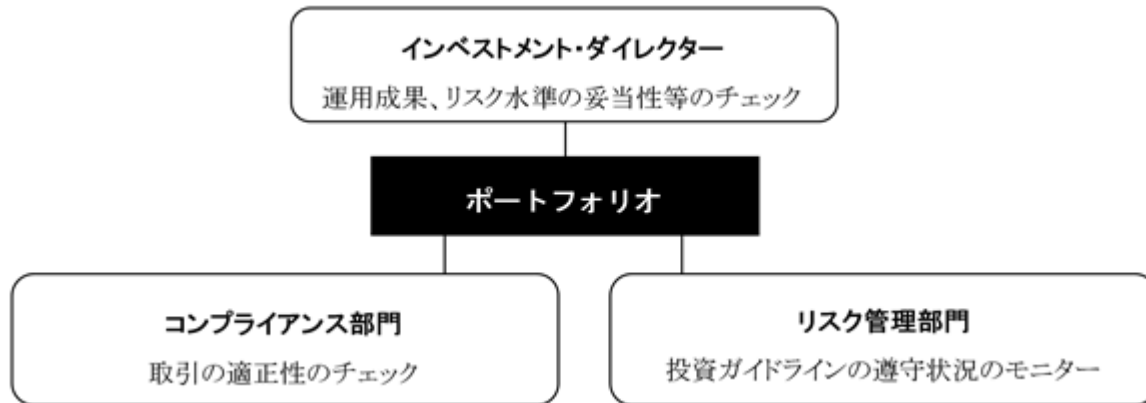 インベストメント・ダイレクター
運用成果、リスク水準の妥当性等のチェック
ポートフォリオ
コンプライアンス部門
取引の適正性のチェック
リスク管理部門
投資ガイドラインの遵守状況のモニター